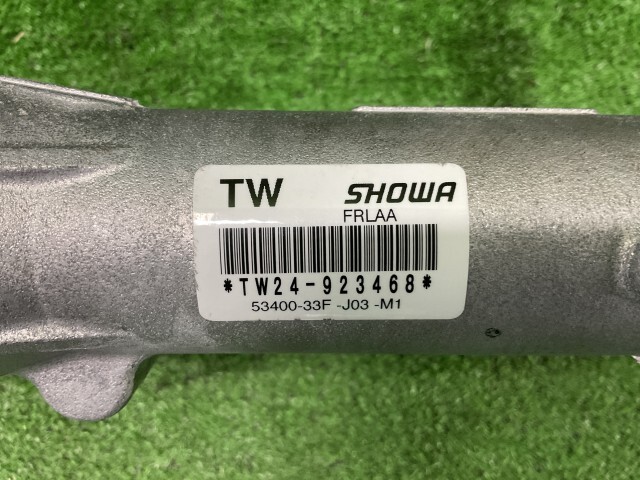 TW SHOWA
FRLAA
*TW24-923468*
53400-33F -J03 -M1